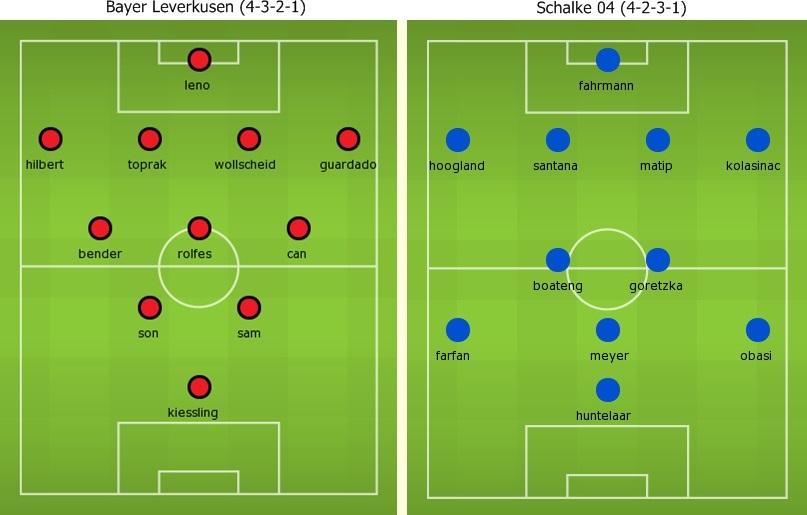 Bayer Leverkusen (4-3-2-1)
leno
hilbert toprak wollscheid guardado
bender rolfes can
son sam
kiessling
Schalke 04 (4-2-3-1)
fahrmann
hoogland santana matip kolasinac
boateng goretzka
farfan meyer obasi
huntelaar